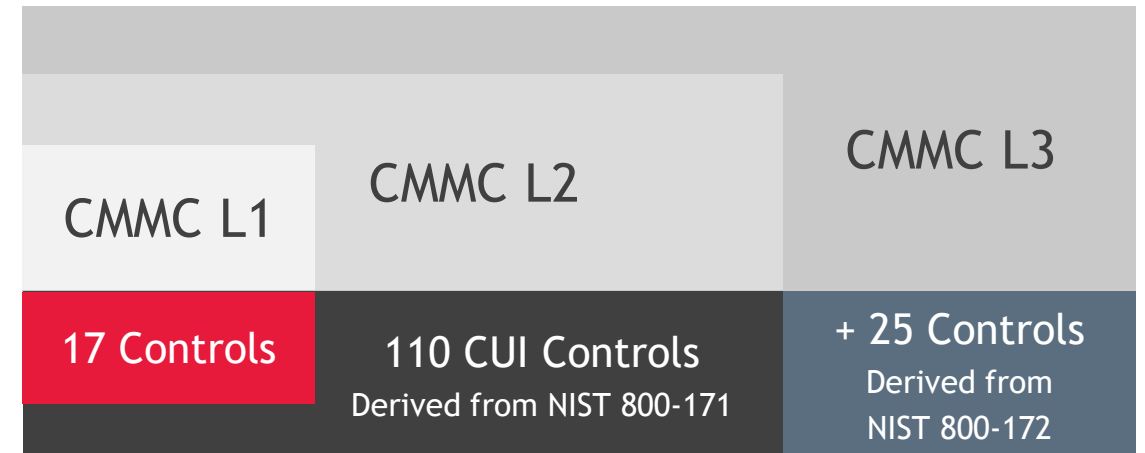 CMMC L1
17 Controls
CMMC L2
110 CUI Controls
Derived from NIST 800-171
CMMC L3
+ 25 Controls
Derived from
NIST 800-172